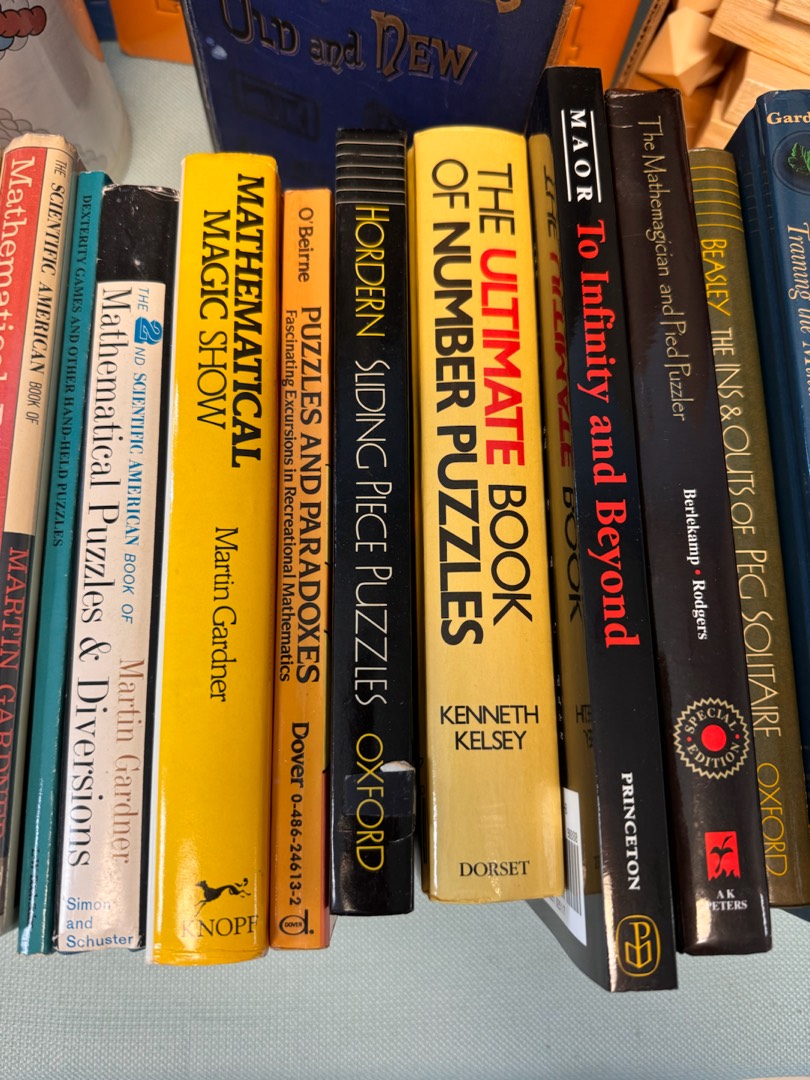 OLD and NEW
THE SCIENTIFIC AMERICAN BOOK OF
Mathematical
MARTIN GARDNER
DEXTERITY GAMES AND OTHER HAND-HELD PUZZLES
THE 2ND SCIENTIFIC AMERICAN BOOK OF
Mathematical Puzzles & Diversions
Martin Gardner
Simon
and
Schuster
MATHEMATICAL
MAGIC SHOW
Martin Gardner
KNOPF
O'Beirne
PUZZLES AND PARADOXES
Fascinating Excursions in Recreational Mathematics
Dover 0-486-24613-2
DOVER
HORDERN SLIDING PIECE PUZZLES OXFORD
THE ULTIMATE BOOK
OF NUMBER PUZZLES
KENNETH
KELSEY
DORSET
THE ULTIMATE
BOOK
MAOR
To Infinity and Beyond
PRINCETON
The Mathemagician and Pied Puzzler
Berlekamp • Rodgers
SPECIAL
EDITION
A K
PETERS
BEASLEY THE INS & OUTS OF PEG SOLITAIRE OXFORD
Gard